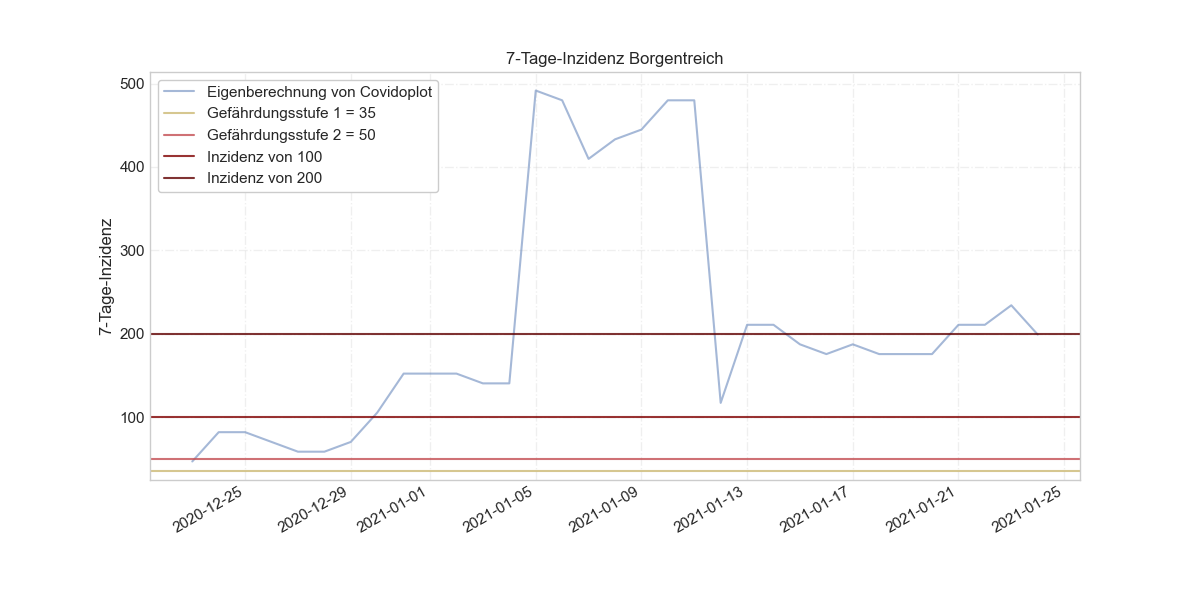 7-Tage-Inzidenz Borgentreich
Eigenberechnung von Covidoplot
Gefährdungsstufe 1 = 35
Gefährdungsstufe 2 = 50
Inzidenz von 100
Inzidenz von 200
7-Tage-Inzidenz
500
400
300
200
100
2020-12-25
2020-12-29
2021-01-01
2021-01-05
2021-01-09
2021-01-13
2021-01-17
2021-01-21
2021-01-25